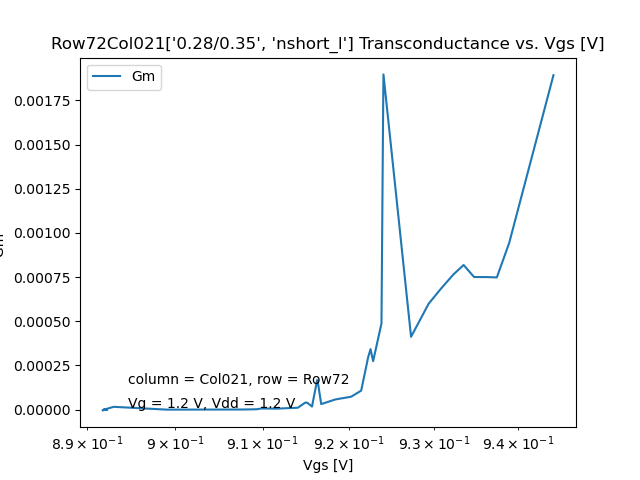 Row72Col021['0.28/0.35', 'nshort_l'] Transconductance vs. Vgs [V]
Gm
0.00175
0.00150
0.00125
0.00100
0.00075
0.00050
0.00025
0.00000
Gm
column = Col021, row = Row72
Vg = 1.2 V, Vdd = 1.2 V
8.9 × 10⁻¹ 9 × 10⁻¹ 9.1 × 10⁻¹ 9.2 × 10⁻¹ 9.3 × 10⁻¹ 9.4 × 10⁻¹
Vgs [V]